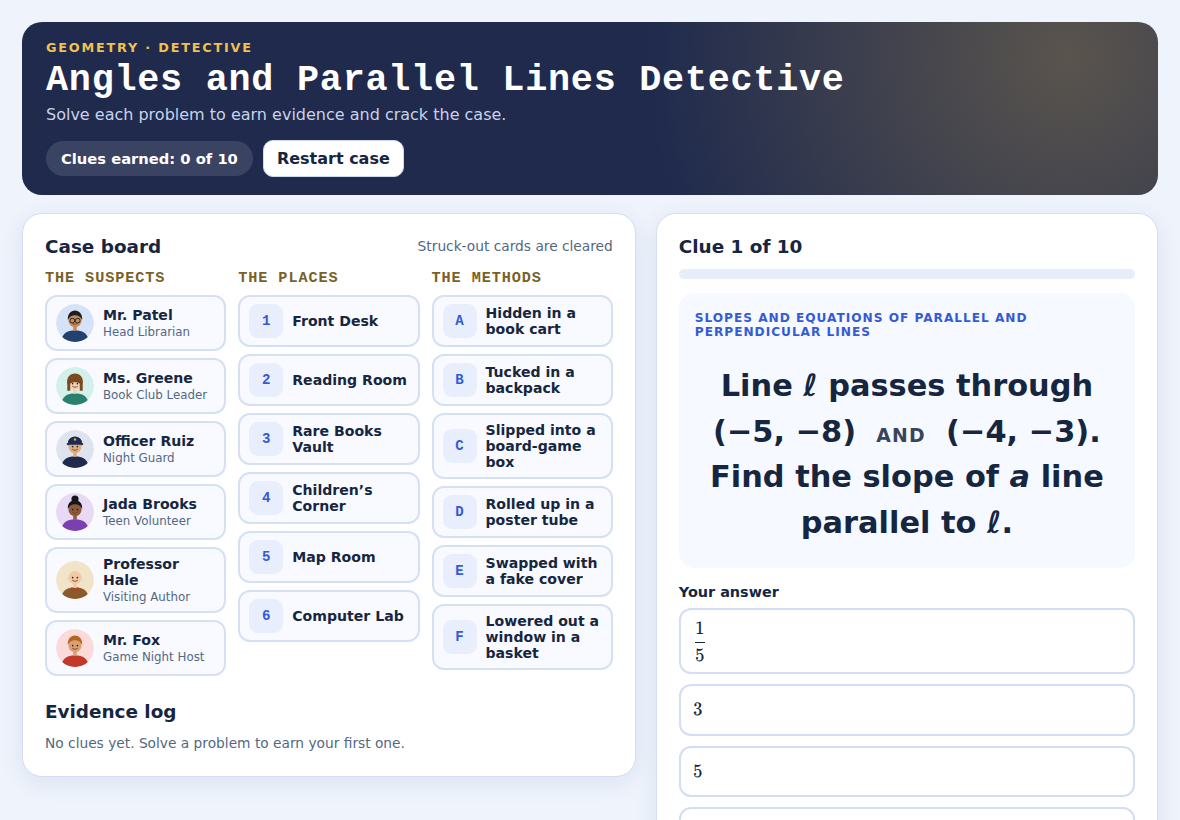 GEOMETRY · DETECTIVE
Angles and Parallel Lines Detective
Solve each problem to earn evidence and crack the case.
Clues earned: 0 of 10
Restart case
Case board
Struck-out cards are cleared
THE SUSPECTS
Mr. Patel
Head Librarian
Ms. Greene
Book Club Leader
Officer Ruiz
Night Guard
Jada Brooks
Teen Volunteer
Professor
Hale
Visiting Author
Mr. Fox
Game Night Host
THE PLACES
1 Front Desk
2 Reading Room
3 Rare Books
Vault
4 Children’s
Corner
5 Map Room
6 Computer Lab
THE METHODS
A Hidden in a
book cart
B Tucked in a
backpack
C Slipped into a
board-game
box
D Rolled up in a
poster tube
E Swapped with
a fake cover
F Lowered out a
window in a
basket
Evidence log
No clues yet. Solve a problem to earn your first one.
Clue 1 of 10
SLOPES AND EQUATIONS OF PARALLEL AND
PERPENDICULAR LINES
Line ℓ passes through
(−5, −8) AND (−4, −3).
Find the slope of a line
parallel to ℓ.
Your answer
1
5
3
5